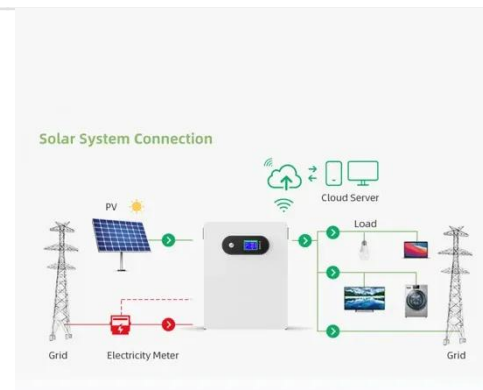 Solar System Connection
Cloud Server
PV
Load
Grid
Electricity Meter
Grid